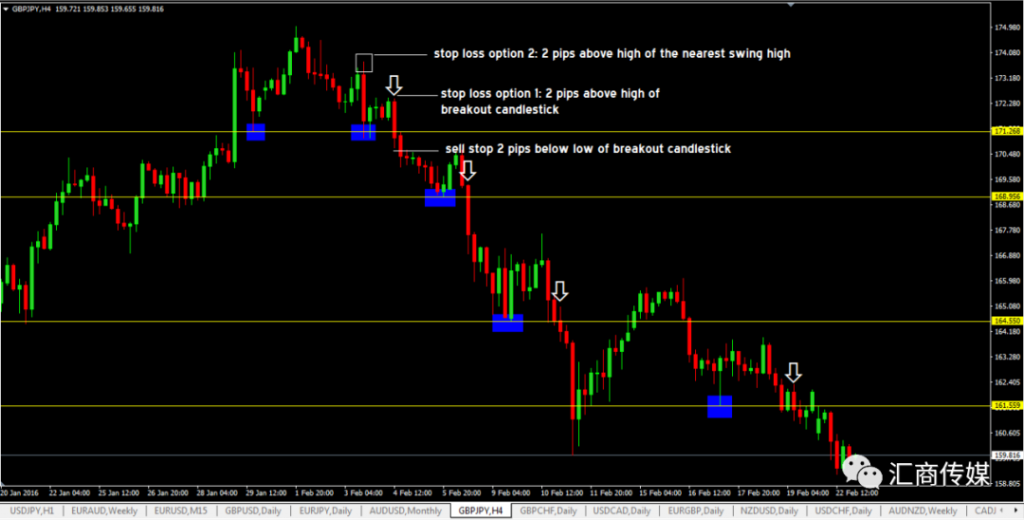 GBPJPY,H4 159.721 159.853 159.655 159.816
174.980
stop loss option 2: 2 pips above high of the nearest swing high
174.080
173.180
stop loss option 1: 2 pips above high of
breakout candlestick
172.280
171.268
sell stop 2 pips below low of breakout candlestick
170.480
169.580
168.956
168.680
167.780
166.880
165.980
165.080
164.550
164.180
163.280
162.405
161.559
160.605
159.816
158.805
汇商传媒
20 Jan 2016 22 Jan 04:00 25 Jan 12:00 26 Jan 20:00 28 Jan 04:00 29 Jan 12:00 1 Feb 20:00 3 Feb 04:00 4 Feb 12:00 5 Feb 20:00 9 Feb 04:00 10 Feb 12:00 11 Feb 20:00 15 Feb 04:00 16 Feb 12:00 17 Feb 20:00 19 Feb 04:00 22 Feb 12:00
USDJPY,H1 EURAUD,Weekly EURUSD,M15 GBPUSD,Daily EURJPY,Daily AUDUSD,Monthly GBPJPY,H4 GBPCHF,Daily USDCAD,Daily EURGBP,Daily NZDUSD,Daily USDCHF,Daily AUDNZD,Weekly CADJ